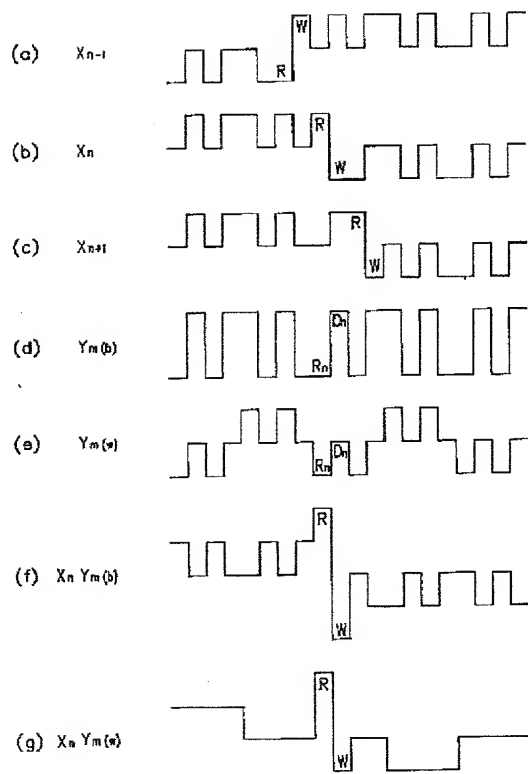 (a) Xn-1 R W
(b) Xn R W
(c) Xn+1 R W
(d) Ym(b) Rn Dn
(e) Ym(w) Rn Dn
(f) Xn Ym(b) R W
(g) Xn Ym(w) R W